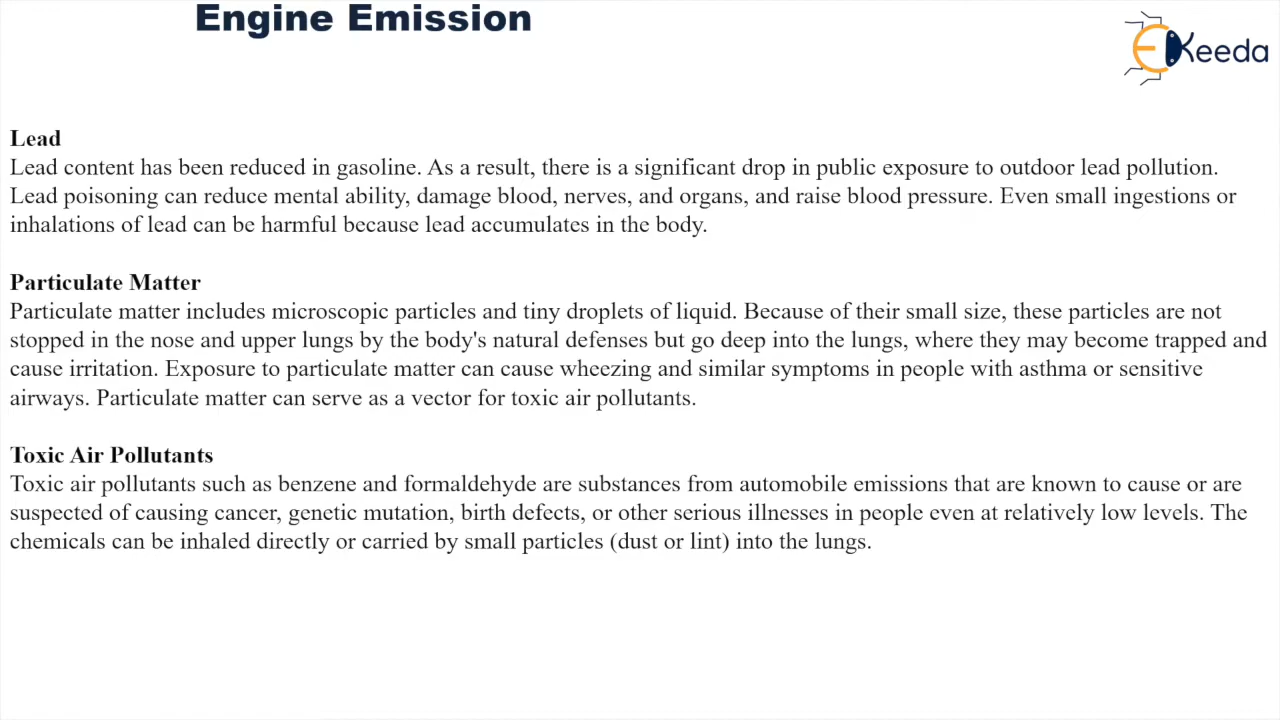 Engine Emission
EKeeda
Lead
Lead content has been reduced in gasoline. As a result, there is a significant drop in public exposure to outdoor lead pollution.
Lead poisoning can reduce mental ability, damage blood, nerves, and organs, and raise blood pressure. Even small ingestions or
inhalations of lead can be harmful because lead accumulates in the body.
Particulate Matter
Particulate matter includes microscopic particles and tiny droplets of liquid. Because of their small size, these particles are not
stopped in the nose and upper lungs by the body's natural defenses but go deep into the lungs, where they may become trapped and
cause irritation. Exposure to particulate matter can cause wheezing and similar symptoms in people with asthma or sensitive
airways. Particulate matter can serve as a vector for toxic air pollutants.
Toxic Air Pollutants
Toxic air pollutants such as benzene and formaldehyde are substances from automobile emissions that are known to cause or are
suspected of causing cancer, genetic mutation, birth defects, or other serious illnesses in people even at relatively low levels. The
chemicals can be inhaled directly or carried by small particles (dust or lint) into the lungs.